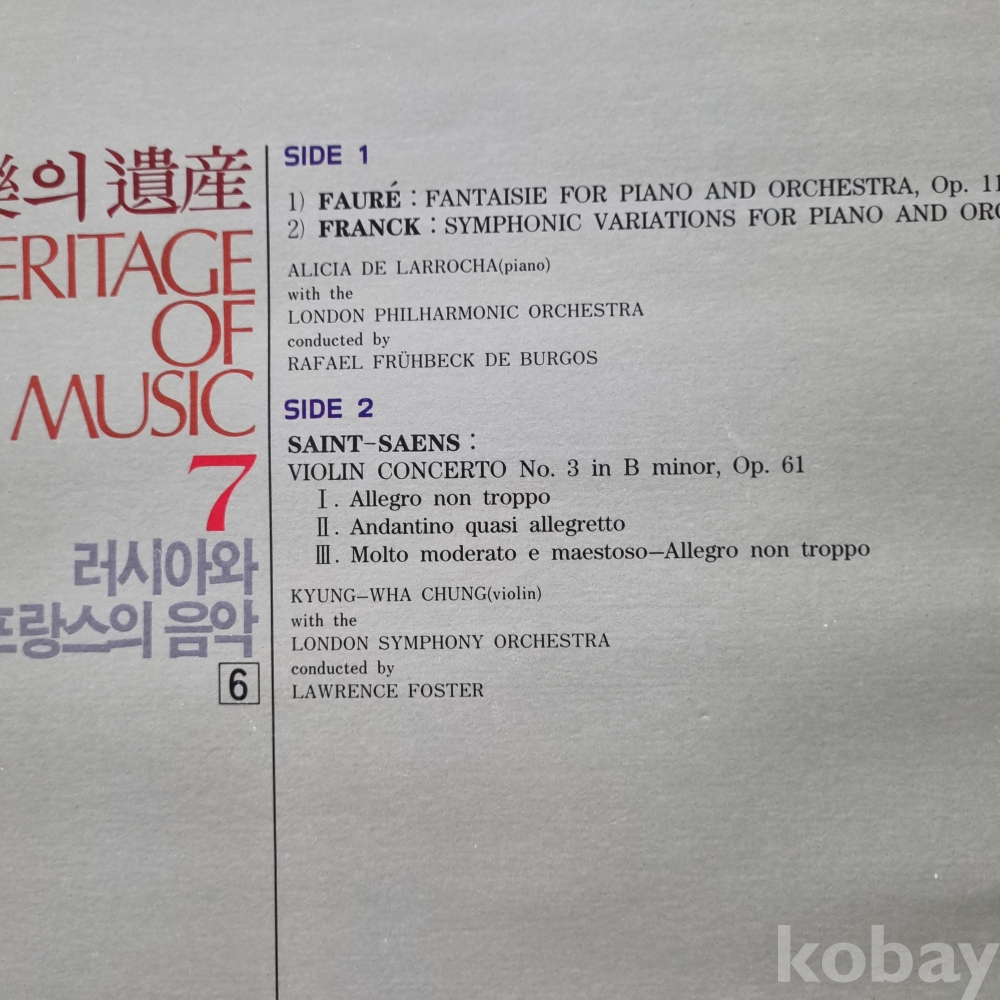 樂의 遺産
ERITAGE
OF
MUSIC
7
러시아와
프랑스의 음악
6
SIDE 1
1) FAURÉ : FANTAISIE FOR PIANO AND ORCHESTRA, Op. 11
2) FRANCK : SYMPHONIC VARIATIONS FOR PIANO AND ORC
ALICIA DE LARROCHA(piano)
with the
LONDON PHILHARMONIC ORCHESTRA
conducted by
RAFAEL FRÜHBECK DE BURGOS
SIDE 2
SAINT-SAENS :
VIOLIN CONCERTO No. 3 in B minor, Op. 61
Ⅰ. Allegro non troppo
Ⅱ. Andantino quasi allegretto
Ⅲ. Molto moderato e maestoso—Allegro non troppo
KYUNG-WHA CHUNG(violin)
with the
LONDON SYMPHONY ORCHESTRA
conducted by
LAWRENCE FOSTER
kobay